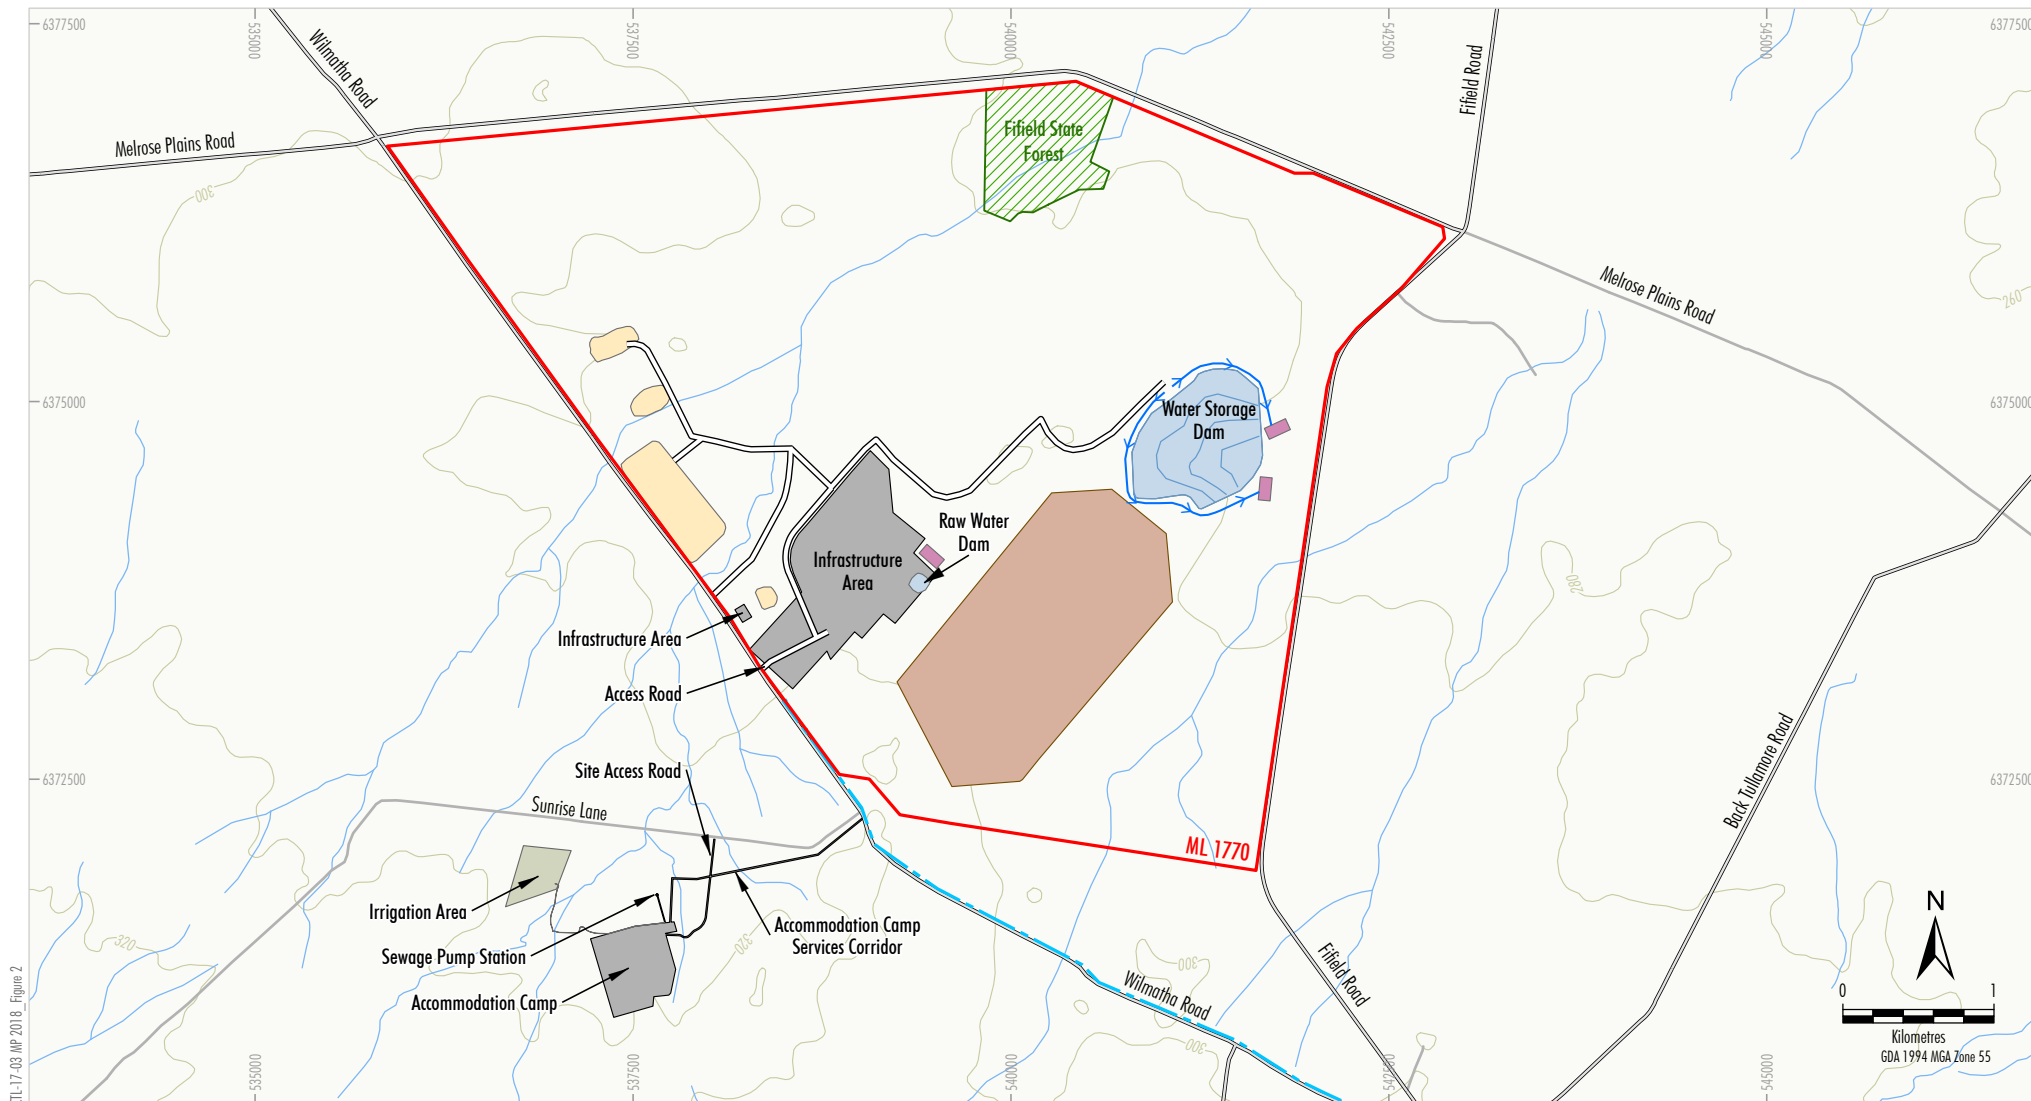 6377500
535000
537500
540000
542500
545000
6377500
Wilmatha Road
Fifield Road
Melrose Plains Road
Fifield State
Forest
300
Melrose Plains Road
260
6375000
6375000
Water Storage
Dam
Raw Water
Dam
Infrastructure
Area
280
Infrastructure Area
Access Road
Site Access Road
6372500
6372500
Sunrise Lane
Back Tullamore Road
ML 1770
Irrigation Area
Accommodation Camp
Services Corridor
320
320
Sewage Pump Station
Accommodation Camp
300
Wilmatha Road
Fifield Road
N
0 1
Kilometres
GDA 1994 MGA Zone 55
300
535000
537500
540000
545000
MP 2018_Figure 2